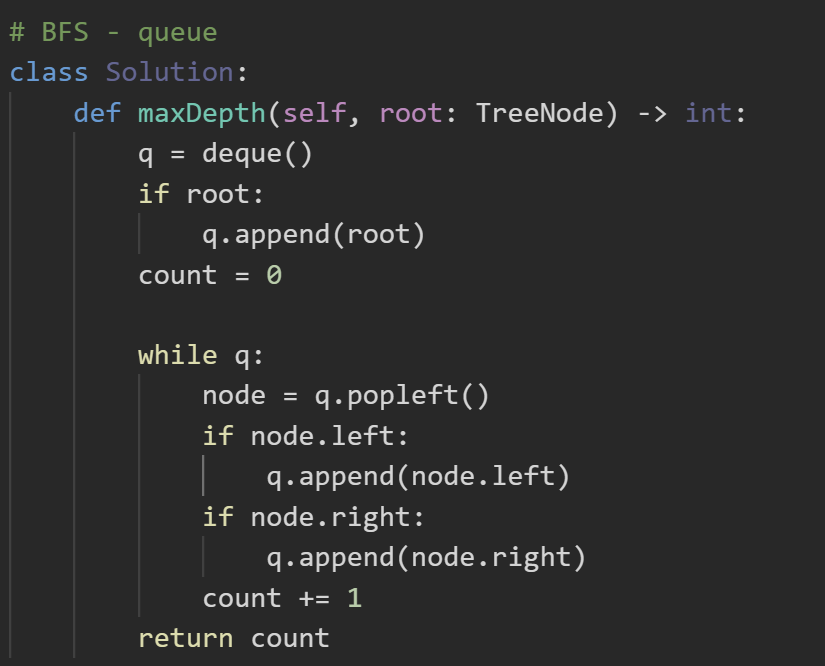 # BFS - queue
class Solution:
    def maxDepth(self, root: TreeNode) -> int:
        q = deque()
        if root:
            q.append(root)
        count = 0
        while q:
            node = q.popleft()
            if node.left:
                q.append(node.left)
            if node.right:
                q.append(node.right)
            count += 1
        return count